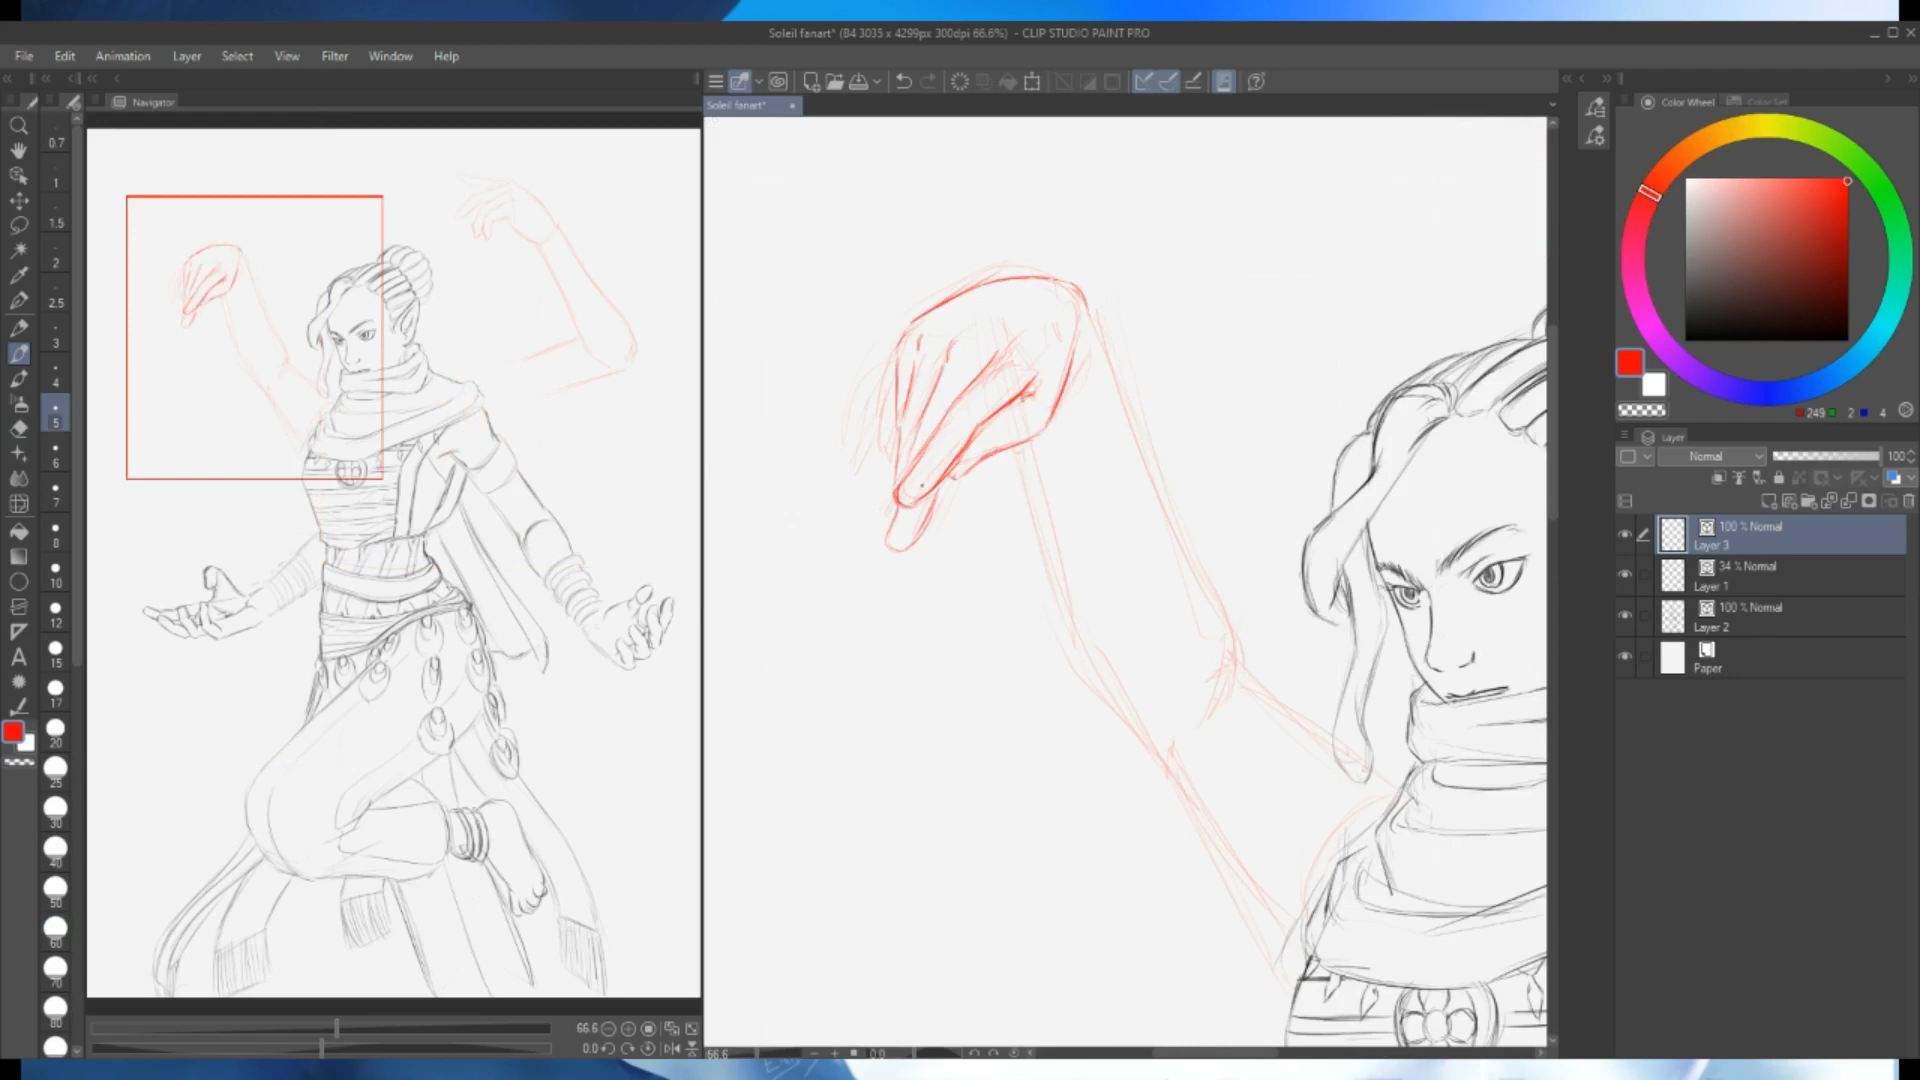 Soleil fanart* (B4 3035 x 4299px 300dpi 66.6%) - CLIP STUDIO PAINT PRO
File Edit Animation Layer Select View Filter Window Help
Navigator
Soleil fanart*
Color Wheel Color Set
0.7
1
1.5
2
2.5
3
4
5
6
7
8
10
12
15
17
20
25
30
40
50
60
70
80
249 2 4
Layer
Normal 100
100 % Normal
Layer 3
34 % Normal
Layer 1
100 % Normal
Layer 2
Paper
A
66.6
0.0
66.6 0.0